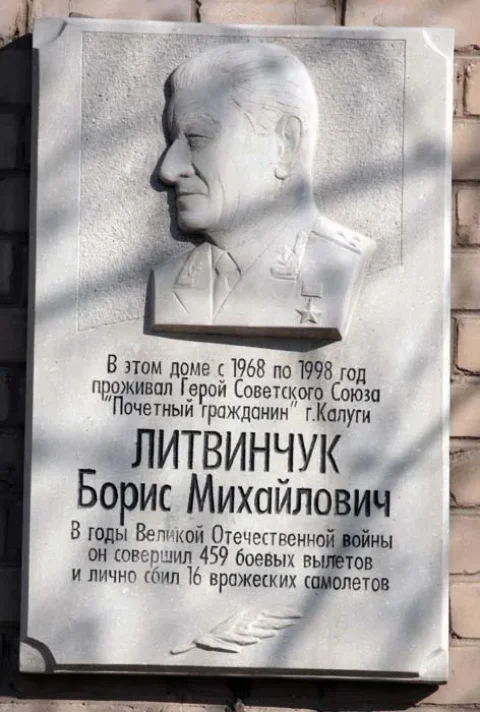 В этом доме с 1968 по 1998 год
проживал Герой Советского Союза
"Почетный гражданин" г.Калуги
ЛИТВИНЧУК
Борис Михайлович
В годы Великой Отечественной войны
он совершил 459 боевых вылетов
и лично сбил 16 вражеских самолетов